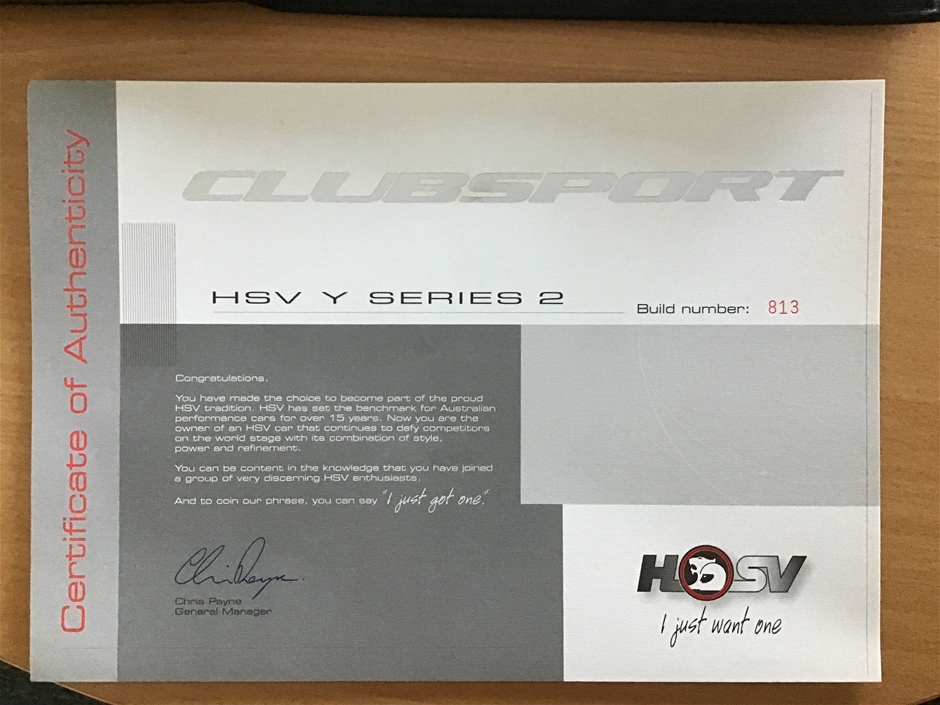 Certificate of Authenticity
CLUBSPORT
HSV Y SERIES 2
Build number: 813
Congratulations.
You have made the choice to become part of the proud
HSV tradition. HSV has set the benchmark for Australian
performance cars for over 15 years. Now you are the
owner of an HSV car that continues to defy competitors
on the world stage with its combination of style,
power and refinement.
You can be content in the knowledge that you have joined
a group of very discerning HSV enthusiasts.
And to coin our phrase, you can say "I just got one."
Chris Payne
Chris Payne
General Manager
HSV
I just want one